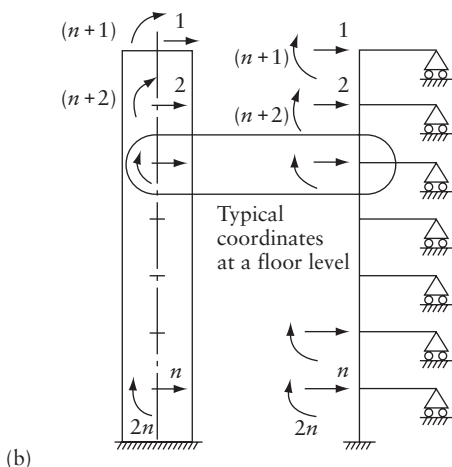 1 1
(n+1) (n+1)
2 2
(n+2) (n+2)
Typical
coordinates
at a floor level
n n
2n 2n
(b)